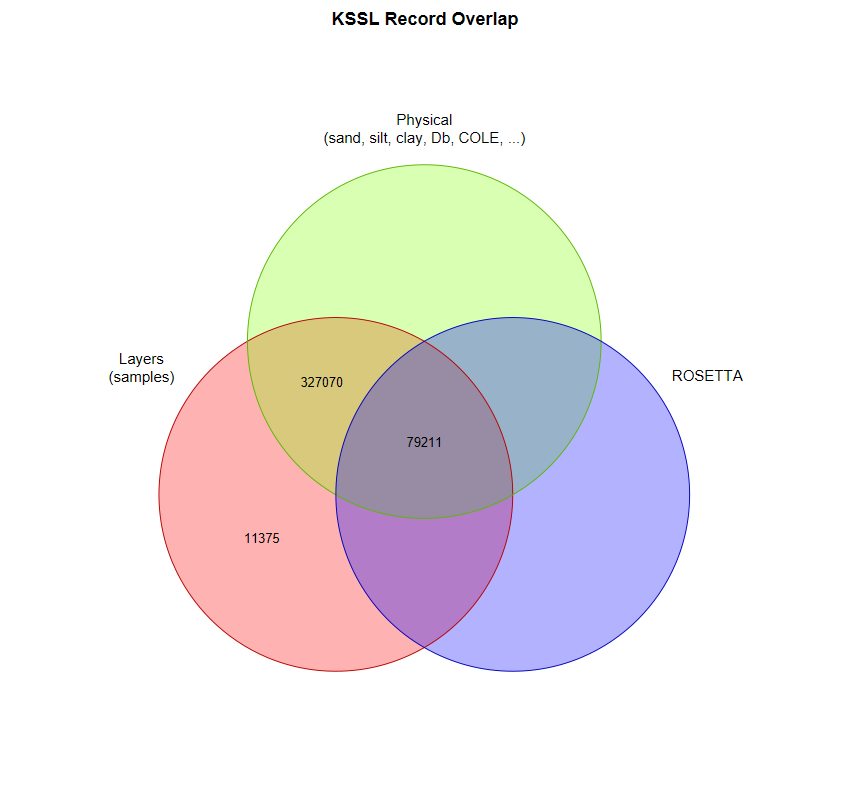 KSSL Record Overlap
Physical
(sand, silt, clay, Db, COLE, ...)
Layers
(samples)
ROSETTA
327070
79211
11375